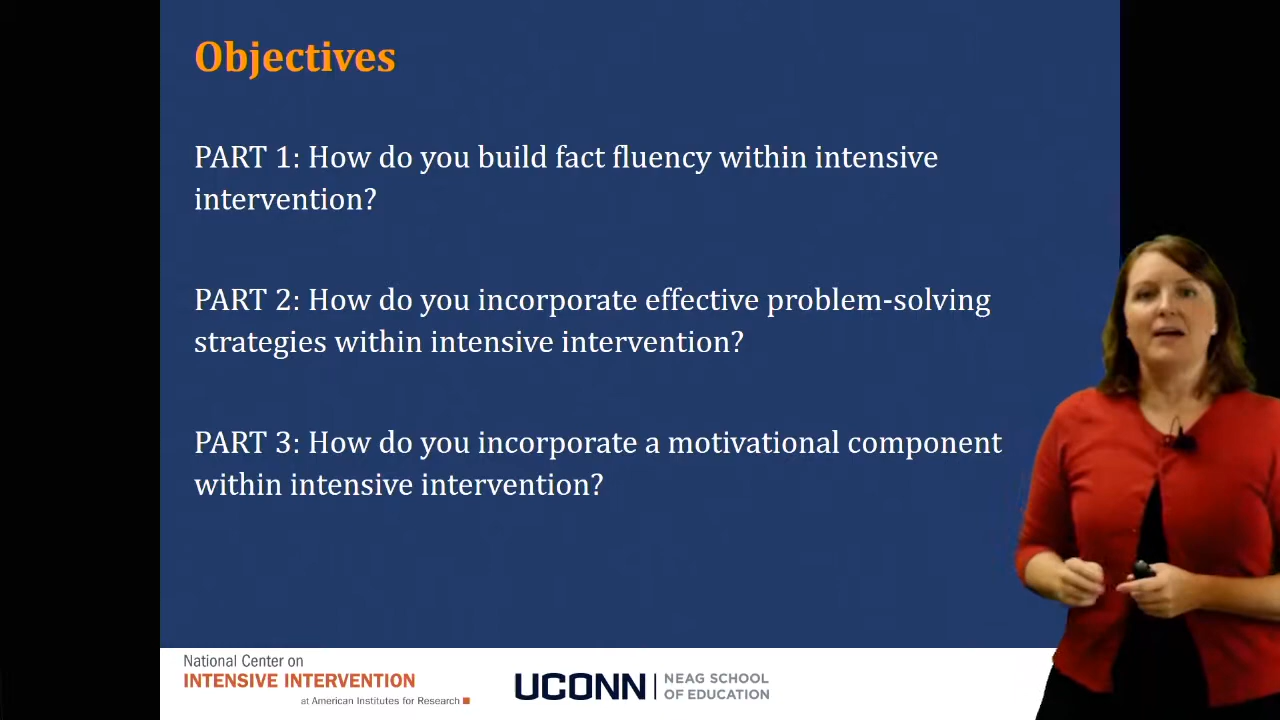 Objectives
PART 1: How do you build fact fluency within intensive
intervention?
PART 2: How do you incorporate effective problem-solving
strategies within intensive intervention?
PART 3: How do you incorporate a motivational component
within intensive intervention?
National Center on
INTENSIVE INTERVENTION
at American Institutes for Research
UCONN
NEAG SCHOOL
OF EDUCATION